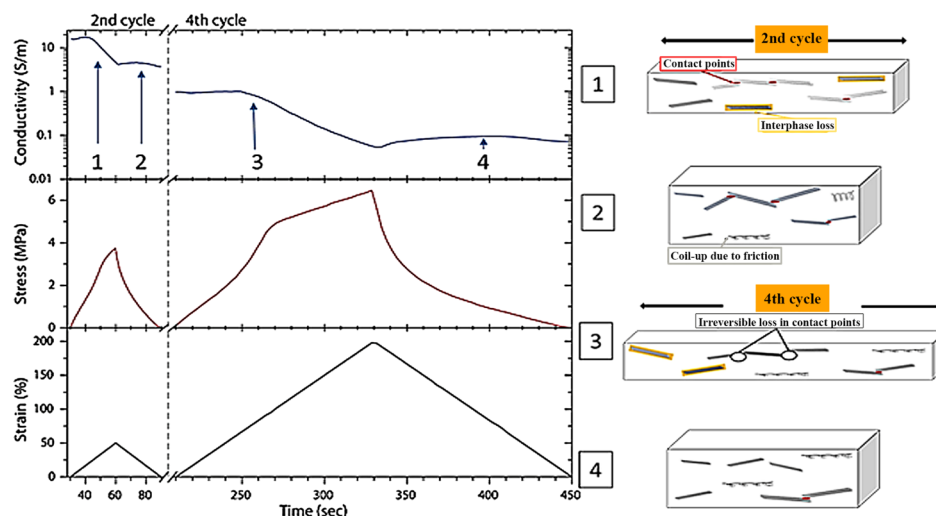 2nd cycle 4th cycle
Conductivity (S/m)
10
1
0.1
0.01
1 2 3 4
Stress (MPa)
6
4
2
0
Strain (%)
200
150
100
50
0
40 60 80 250 300 350 400 450
Time (sec)
2nd cycle
1
Contact points
Interphase loss
2
Coil-up due to friction
4th cycle
Irreversible loss in contact points
3
4